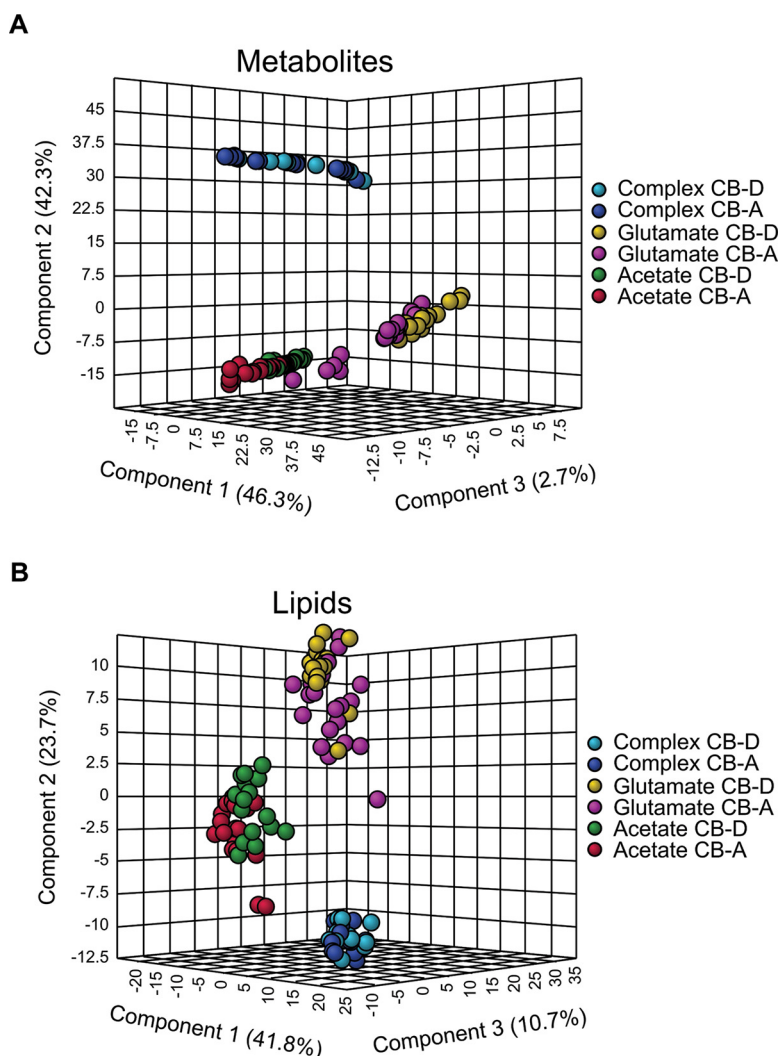 A
Metabolites
45
37.5
30
22.5
15
7.5
0
-7.5
-15
Component 2 (42.3%)
-15
-7.5
0
7.5
15
22.5
30
37.5
45
Component 1 (46.3%)
-12.5
-10
-7.5
-5
-2.5
0
2.5
5
7.5
Component 3 (2.7%)
Complex CB-D
Complex CB-A
Glutamate CB-D
Glutamate CB-A
Acetate CB-D
Acetate CB-A
B
Lipids
10
7.5
5
2.5
0
-2.5
-5
-7.5
-10
-12.5
Component 2 (23.7%)
-20
-15
-10
-5
0
5
10
15
20
25
Component 1 (41.8%)
-10
-5
0
5
10
15
20
25
30
35
Component 3 (10.7%)
Complex CB-D
Complex CB-A
Glutamate CB-D
Glutamate CB-A
Acetate CB-D
Acetate CB-A